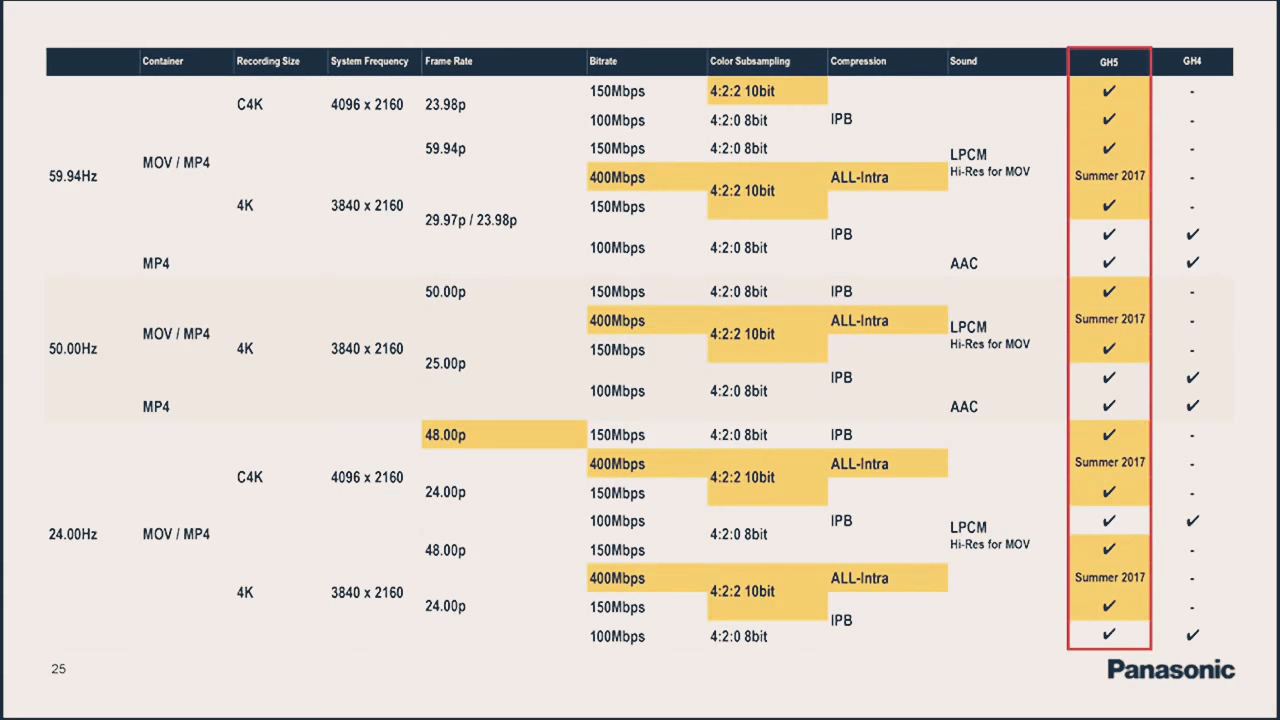 Container Recording Size System Frequency Frame Rate Bitrate Color Subsampling Compression Sound GH5 GH4
150Mbps 4:2:2 10bit ✔ -
C4K 4096 x 2160 23.98p
100Mbps 4:2:0 8bit IPB ✔ -
59.94p 150Mbps 4:2:0 8bit ✔ -
LPCM
MOV / MP4
Hi-Res for MOV
59.94Hz 400Mbps ALL-Intra Summer 2017 -
4:2:2 10bit
4K 3840 x 2160 150Mbps ✔ -
29.97p / 23.98p
IPB ✔ ✔
100Mbps 4:2:0 8bit
MP4 AAC ✔ ✔
50.00p 150Mbps 4:2:0 8bit IPB ✔ -
400Mbps ALL-Intra Summer 2017 -
LPCM
MOV / MP4 4:2:2 10bit
Hi-Res for MOV
50.00Hz 4K 3840 x 2160 150Mbps ✔ -
25.00p
IPB ✔ ✔
100Mbps 4:2:0 8bit
MP4 AAC ✔ ✔
48.00p 150Mbps 4:2:0 8bit IPB ✔ -
400Mbps ALL-Intra Summer 2017 -
C4K 4096 x 2160 4:2:2 10bit
24.00p 150Mbps ✔ -
100Mbps IPB ✔ ✔
LPCM
24.00Hz MOV / MP4 4:2:0 8bit
Hi-Res for MOV
48.00p 150Mbps ✔ -
400Mbps ALL-Intra Summer 2017 -
4K 3840 x 2160 4:2:2 10bit
24.00p 150Mbps ✔ -
IPB
100Mbps 4:2:0 8bit ✔ ✔
25
Panasonic